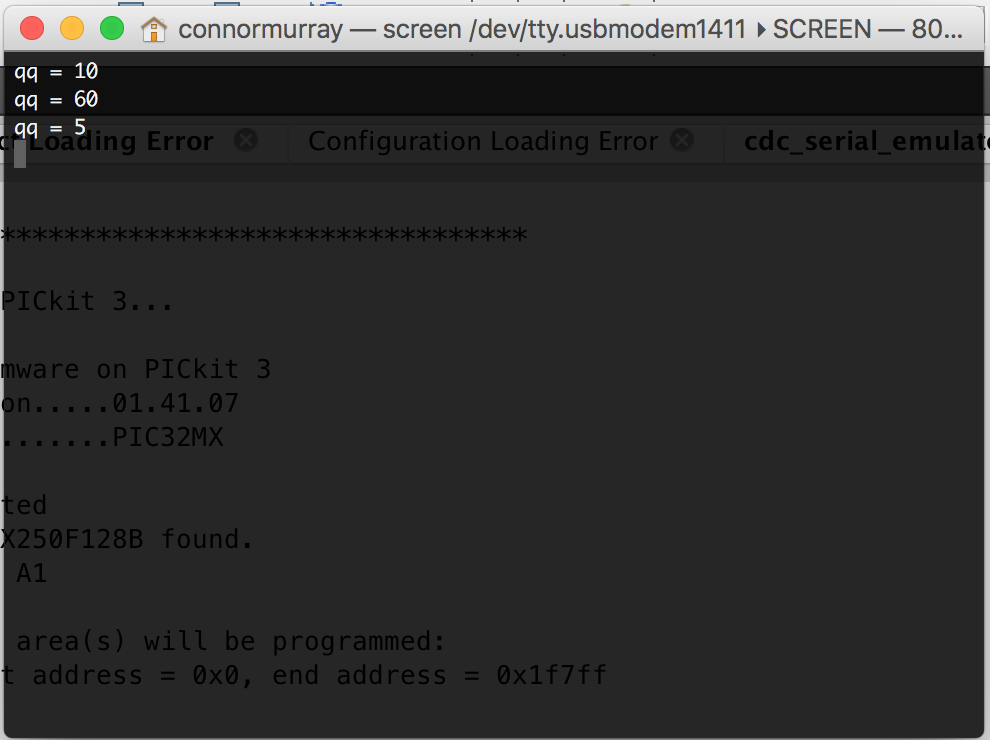 connormurray — screen /dev/tty.usbmodem1411 ▸ SCREEN — 80...
qq = 10
qq = 60
qq = 5
Loading Error
Configuration Loading Error
cdc_serial_emulat
*********************************
PICkit 3...
mware on PICkit 3
on.....01.41.07
.......PIC32MX
ted
X250F128B found.
A1
area(s) will be programmed:
t address = 0x0, end address = 0x1f7ff